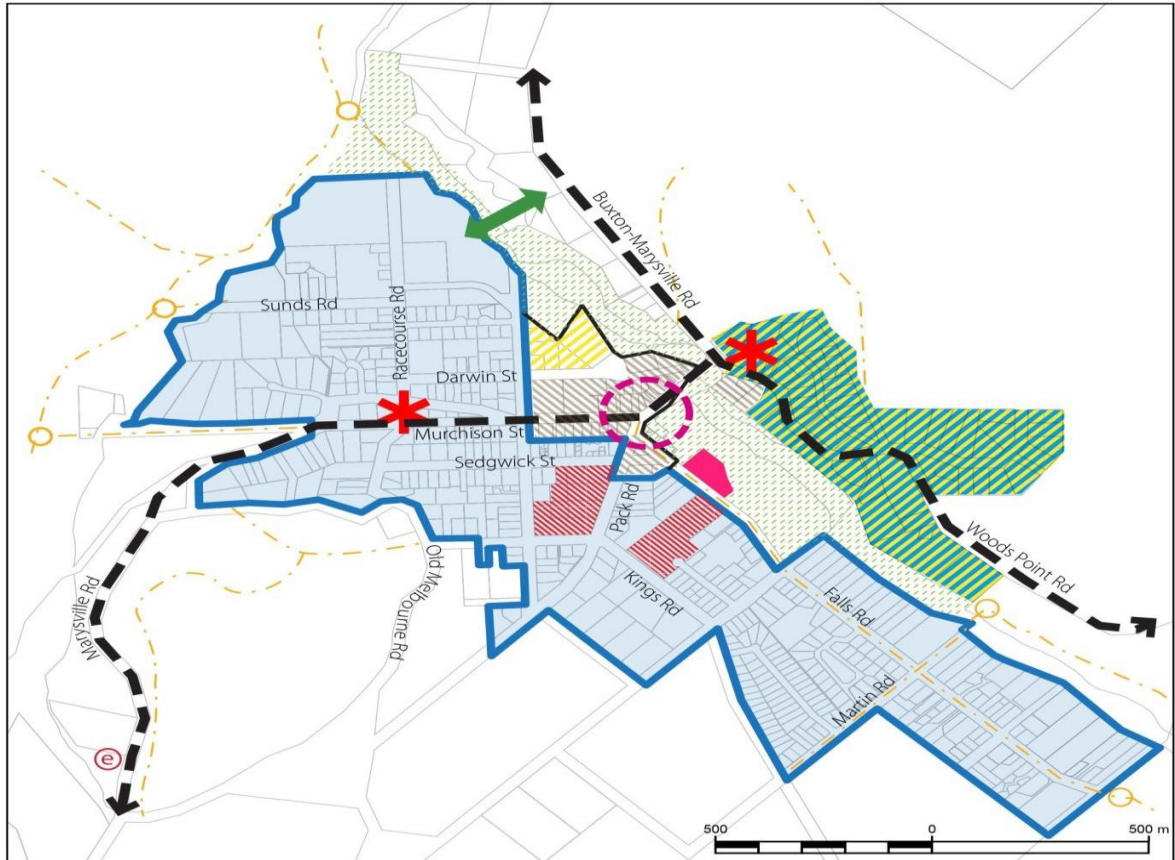 Buxton-Marysville Rd
Sunds Rd
Racecourse Rd
Darwin St
Murchison St
Sedgwick St
Pack Rd
Woods Point Rd
Old Melbourne Rd
Kings Rd
Falls Rd
Marysville Rd
Martin Rd
e
500 0 500 m